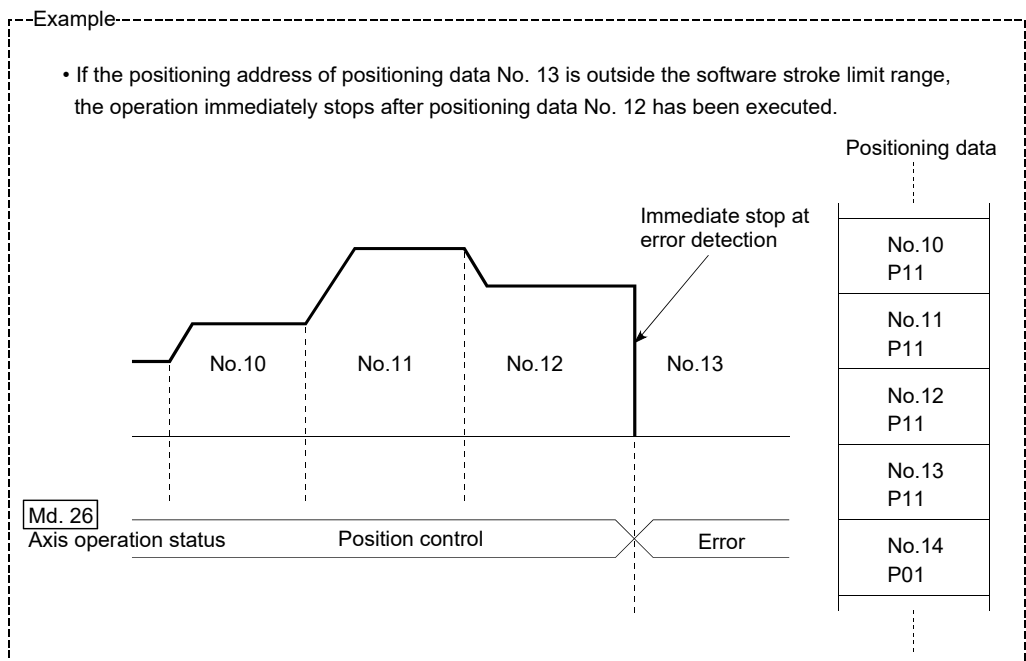 Example
• If the positioning address of positioning data No. 13 is outside the software stroke limit range,
the operation immediately stops after positioning data No. 12 has been executed.
Positioning data
Immediate stop at
error detection
No.10
No.11
No.12
No.13
Md. 26
Axis operation status
Position control
Error
No.10
P11
No.11
P11
No.12
P11
No.13
P11
No.14
P01